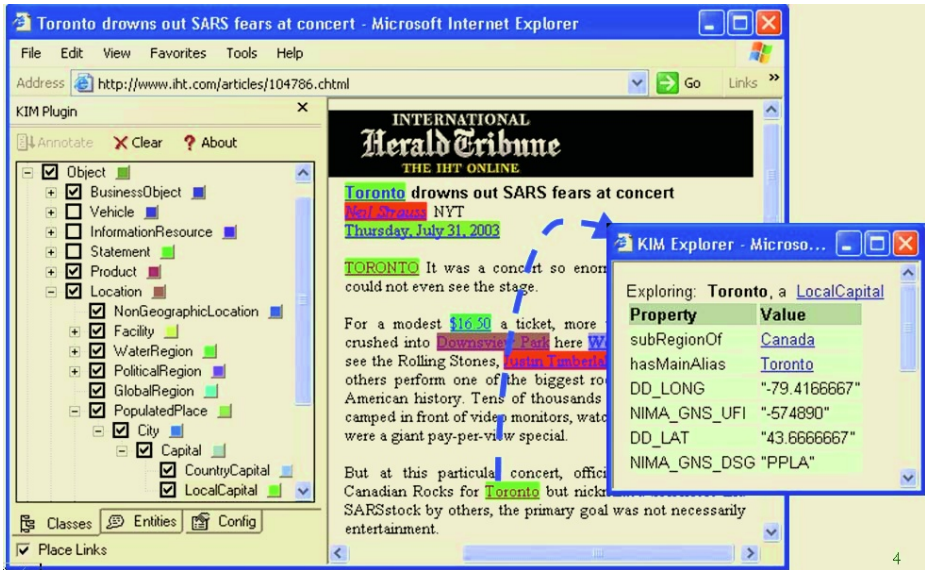 Toronto drowns out SARS fears at concert - Microsoft Internet Explorer
File Edit View Favorites Tools Help
Address http://www.iht.com/articles/104786.chtml Go Links »
KIM Plugin ×
Annotate Clear ? About
Object
BusinessObject
Vehicle
InformationResource
Statement
Product
Location
NonGeographicLocation
Facility
WaterRegion
PoliticalRegion
GlobalRegion
PopulatedPlace
City
Capital
CountryCapital
LocalCapital
Classes Entities Config
Place Links
INTERNATIONAL
Herald Tribune
THE IHT ONLINE
Toronto drowns out SARS fears at concert
Neil Strauss NYT
Thursday, July 31, 2003
TORONTO It was a concert so enor
could not even see the stage.
For a modest $16.50 a ticket, more
crushed into Downsview Park here W
see the Rolling Stones, Justin Timberla
others perform one of the biggest ro
American history. Tens of thousands
camped in front of video monitors, watc
were a giant pay-per-view special.
But at this particular concert, offici
Canadian Rocks for Toronto but nick
SARSstock by others, the primary goal was not necessarily
entertainment.
KIM Explorer - Microso...
Exploring: Toronto, a LocalCapital
Property Value
subRegionOf Canada
hasMainAlias Toronto
DD_LONG "-79.4166667"
NIMA_GNS_UFI "-574890"
DD_LAT "43.6666667"
NIMA_GNS_DSG "PPLA"
4